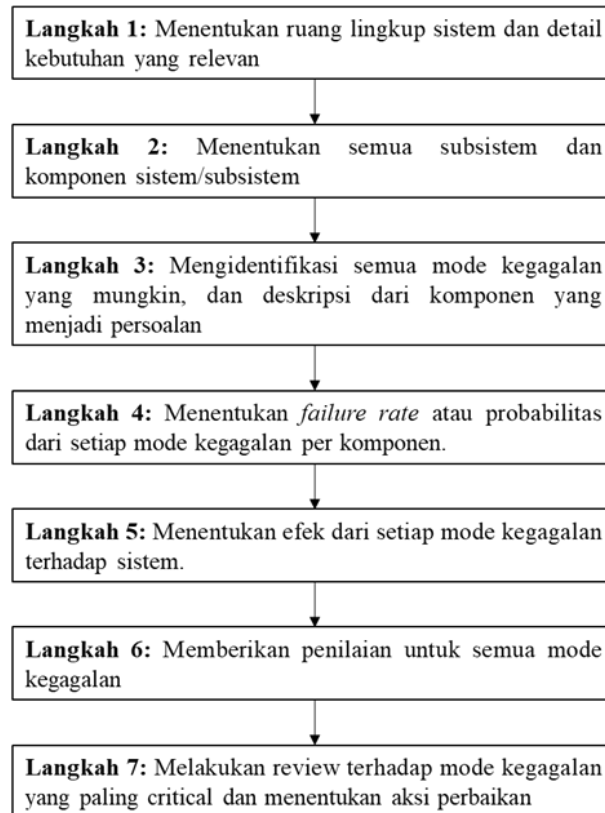 Langkah 1: Menentukan ruang lingkup sistem dan detail
kebutuhan yang relevan
Langkah 2: Menentukan semua subsistem dan
komponen sistem/subsistem
Langkah 3: Mengidentifikasi semua mode kegagalan
yang mungkin, dan deskripsi dari komponen yang
menjadi persoalan
Langkah 4: Menentukan failure rate atau probabilitas
dari setiap mode kegagalan per komponen.
Langkah 5: Menentukan efek dari setiap mode kegagalan
terhadap sistem.
Langkah 6: Memberikan penilaian untuk semua mode
kegagalan
Langkah 7: Melakukan review terhadap mode kegagalan
yang paling critical dan menentukan aksi perbaikan